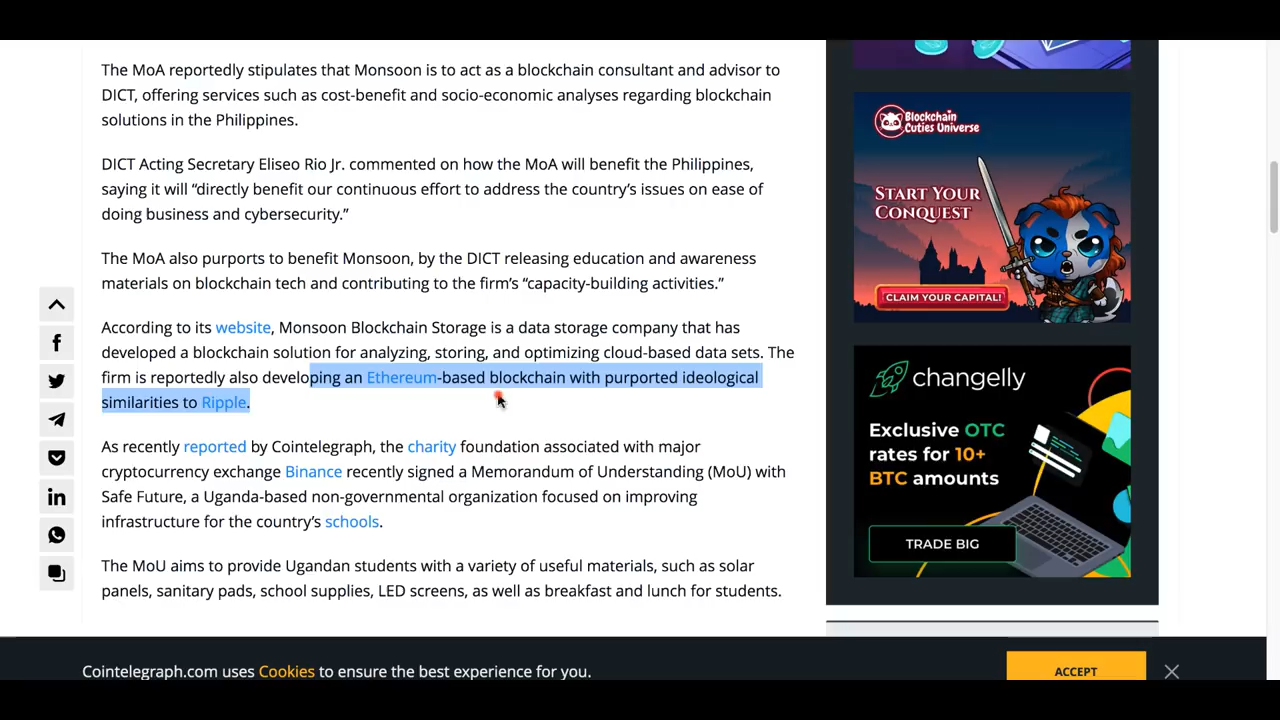 The MoA reportedly stipulates that Monsoon is to act as a blockchain consultant and advisor to
DICT, offering services such as cost-benefit and socio-economic analyses regarding blockchain
solutions in the Philippines.
DICT Acting Secretary Eliseo Rio Jr. commented on how the MoA will benefit the Philippines,
saying it will “directly benefit our continuous effort to address the country’s issues on ease of
doing business and cybersecurity.”
The MoA also purports to benefit Monsoon, by the DICT releasing education and awareness
materials on blockchain tech and contributing to the firm’s “capacity-building activities.”
According to its website, Monsoon Blockchain Storage is a data storage company that has
developed a blockchain solution for analyzing, storing, and optimizing cloud-based data sets. The
firm is reportedly also developing an Ethereum-based blockchain with purported ideological
similarities to Ripple.
As recently reported by Cointelegraph, the charity foundation associated with major
cryptocurrency exchange Binance recently signed a Memorandum of Understanding (MoU) with
Safe Future, a Uganda-based non-governmental organization focused on improving
infrastructure for the country’s schools.
The MoU aims to provide Ugandan students with a variety of useful materials, such as solar
panels, sanitary pads, school supplies, LED screens, as well as breakfast and lunch for students.
Blockchain
Cuties Universe
START YOUR
CONQUEST
CLAIM YOUR CAPITAL!
changelly
Exclusive OTC
rates for 10+
BTC amounts
TRADE BIG
Cointelegraph.com uses Cookies to ensure the best experience for you.
ACCEPT